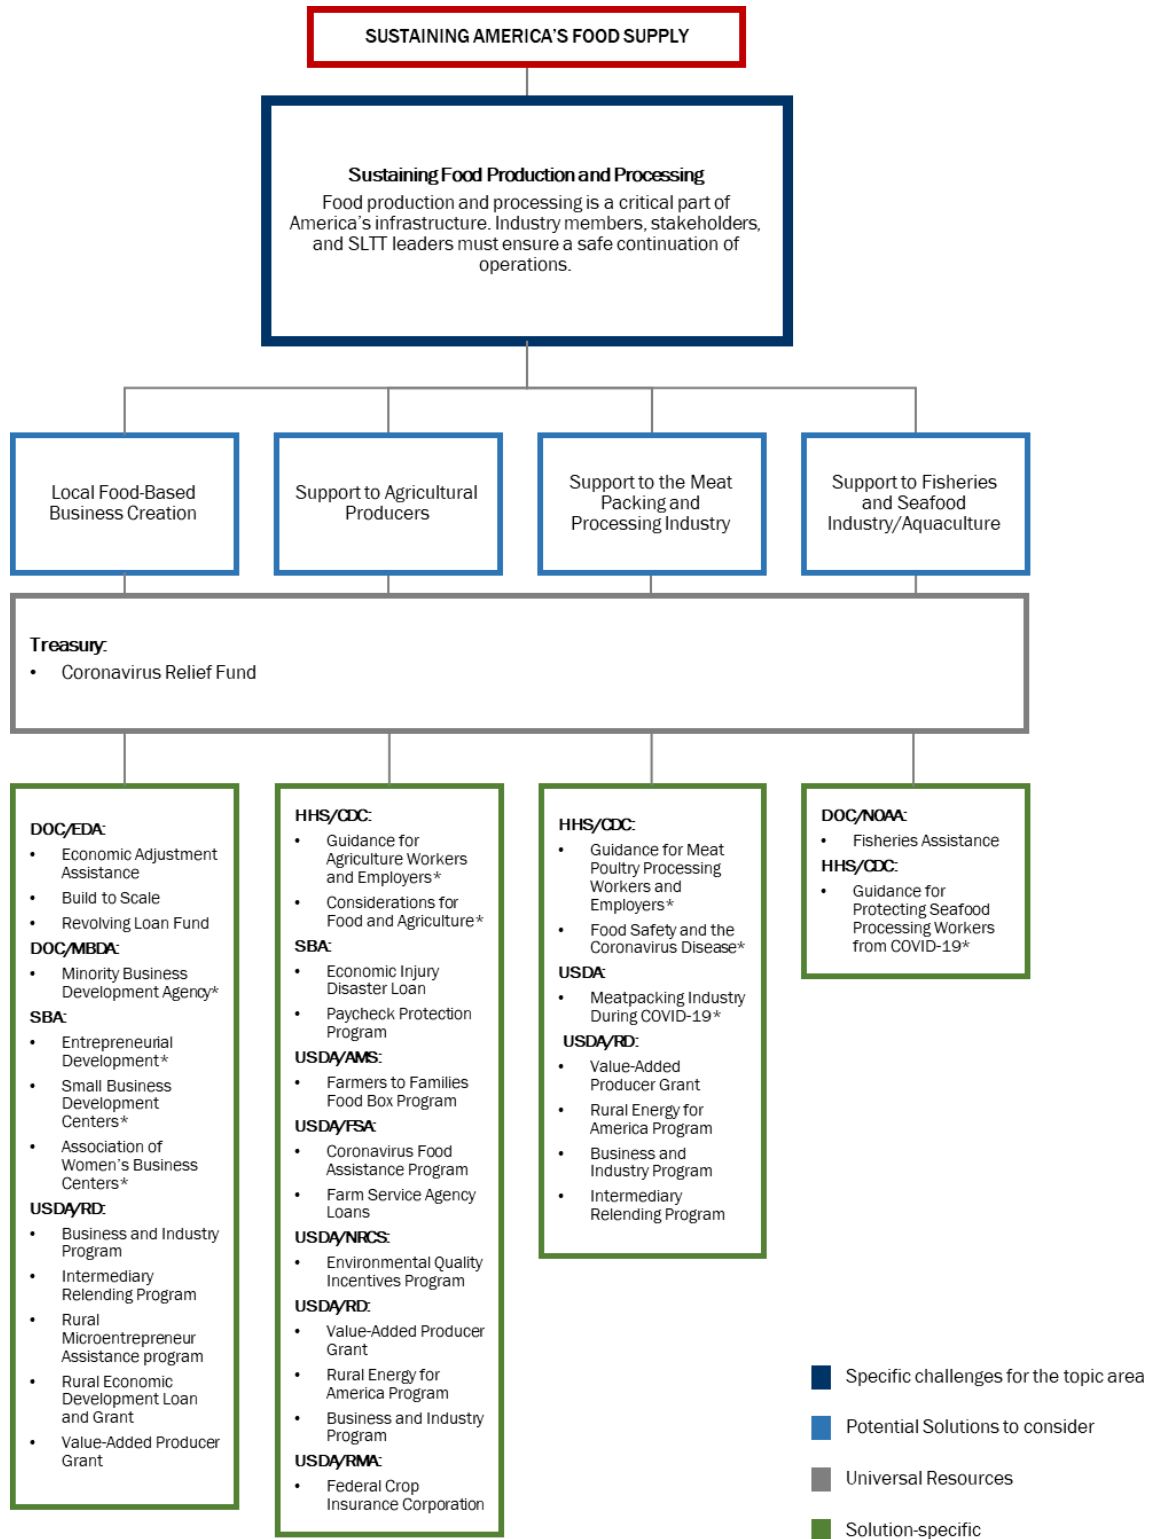 SUSTAINING AMERICA'S FOOD SUPPLY
Sustaining Food Production and Processing
Food production and processing is a critical part of
America's infrastructure. Industry members, stakeholders,
and SLTT leaders must ensure a safe continuation of
operations.
Local Food-Based
Business Creation
Support to Agricultural
Producers
Support to the Meat
Packing and
Processing Industry
Support to Fisheries
and Seafood
Industry/Aquaculture
Treasury:
• Coronavirus Relief Fund
DOC/EDA:
• Economic Adjustment
Assistance
• Build to Scale
• Revolving Loan Fund
DOC/MBDA:
• Minority Business
Development Agency*
SBA:
• Entrepreneurial
Development*
• Small Business
Development
Centers*
• Association of
Women's Business
Centers*
USDA/RD:
• Business and Industry
Program
• Intermediary
Relending Program
• Rural
Microentrepreneur
Assistance program
• Rural Economic
Development Loan
and Grant
• Value-Added Producer
Grant
HHS/CDC:
• Guidance for
Agriculture Workers
and Employers*
• Considerations for
Food and Agriculture*
SBA:
• Economic Injury
Disaster Loan
• Paycheck Protection
Program
USDA/AMS:
• Farmers to Families
Food Box Program
USDA/FSA:
• Coronavirus Food
Assistance Program
• Farm Service Agency
Loans
USDA/NRCS:
• Environmental Quality
Incentives Program
USDA/RD:
• Value-Added Producer
Grant
• Rural Energy for
America Program
• Business and Industry
Program
USDA/RMA:
• Federal Crop
Insurance Corporation
HHS/CDC:
• Guidance for Meat
Poultry Processing
Workers and
Employers*
• Food Safety and the
Coronavirus Disease*
USDA:
• Meatpacking Industry
During COVID-19*
USDA/RD:
• Value-Added
Producer Grant
• Rural Energy for
America Program
• Business and
Industry Program
• Intermediary
Relending Program
DOC/NOAA:
• Fisheries Assistance
HHS/CDC:
• Guidance for
Protecting Seafood
Processing Workers
from COVID-19*
Specific challenges for the topic area
Potential Solutions to consider
Universal Resources
Solution-specific